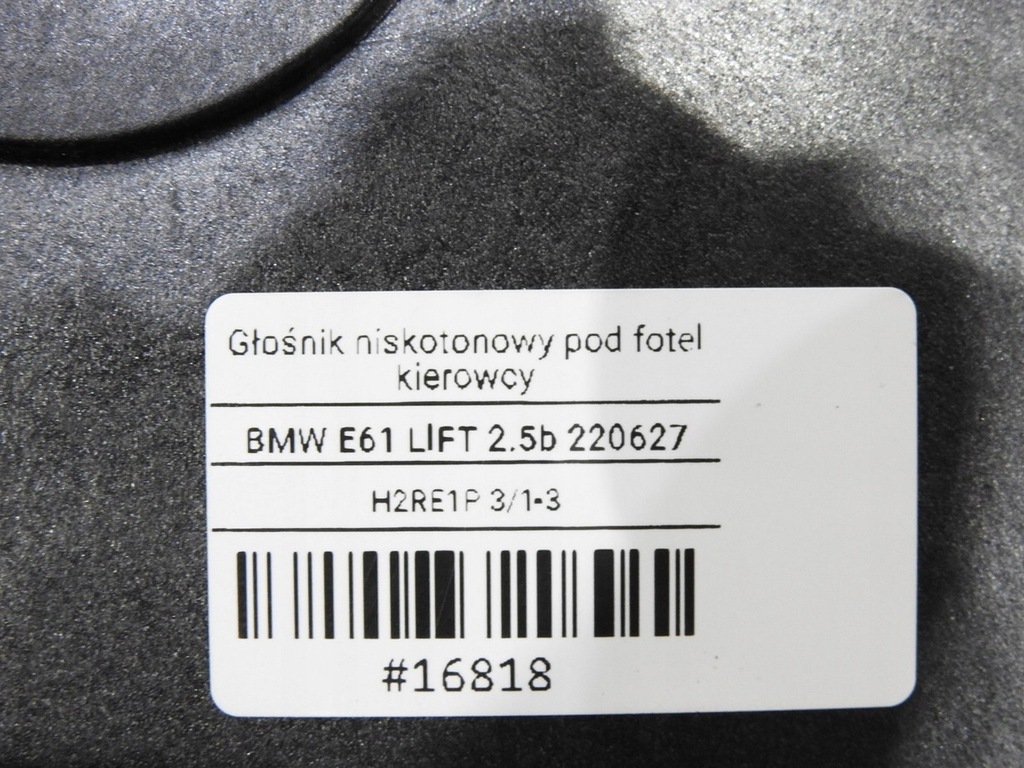 Głośnik niskotonowy pod fotel
kierowcy
BMW E61 LIFT 2.5b 220627
H2RE1P 3/1-3
#16818